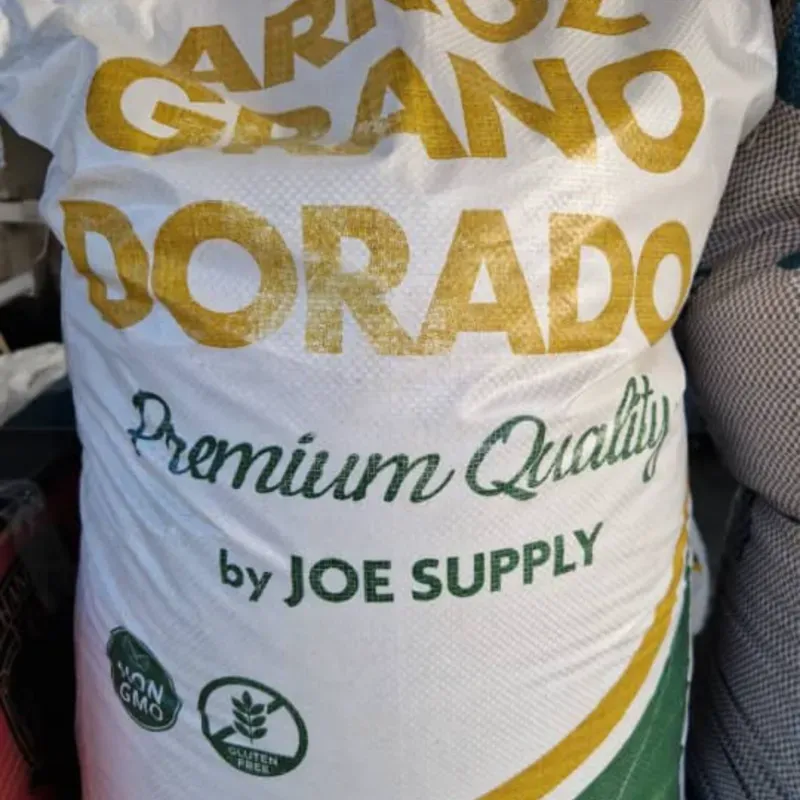 ARROZ
GRANO
DORADO
Premium Quality
by JOE SUPPLY
NON
GMO
GLUTEN
FREE